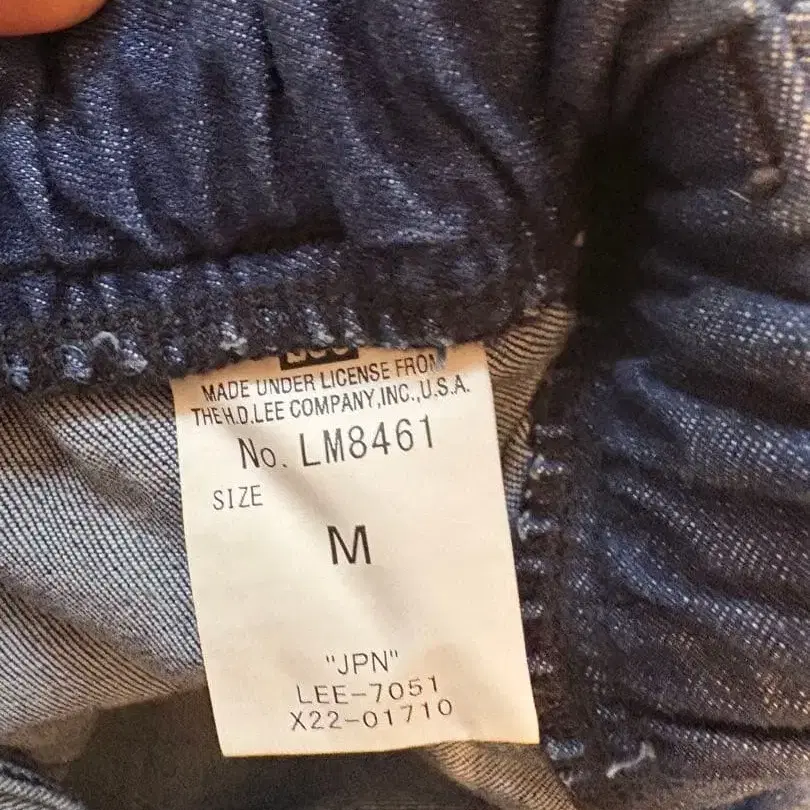 MADE UNDER LICENSE FROM
THE H.D.LEE COMPANY,INC.,U.S.A.
No. LM8461
SIZE
M
"JPN"
LEE-7051
X22-01710